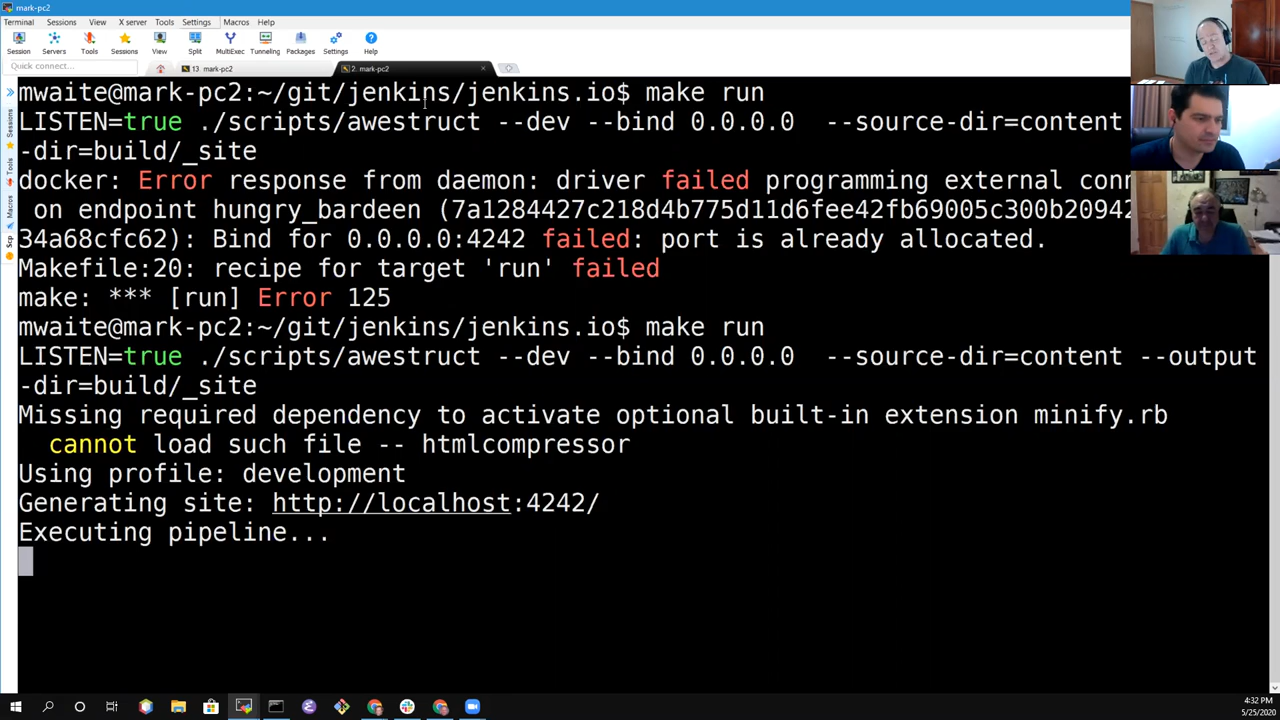 mark-pc2
Terminal Sessions View X server Tools Settings Macros Help
Session Servers Tools Sessions View Split MultiExec Tunneling Packages Settings Help
Quick connect...
13. mark-pc2
2. mark-pc2
Sessions
Tools
Macros
Scp
mwaite@mark-pc2:~/git/jenkins/jenkins.io$ make run
LISTEN=true ./scripts/awestruct --dev --bind 0.0.0.0  --source-dir=content
-dir=build/_site
docker: Error response from daemon: driver failed programming external conn
 on endpoint hungry_bardeen (7a1284427c218d4b775d11d6fee42fb69005c300b20942
34a68cfc62): Bind for 0.0.0.0:4242 failed: port is already allocated.
Makefile:20: recipe for target 'run' failed
make: *** [run] Error 125
mwaite@mark-pc2:~/git/jenkins/jenkins.io$ make run
LISTEN=true ./scripts/awestruct --dev --bind 0.0.0.0  --source-dir=content --output
-dir=build/_site
Missing required dependency to activate optional built-in extension minify.rb
  cannot load such file -- htmlcompressor
Using profile: development
Generating site: http://localhost:4242/
Executing pipeline...
4:32 PM
5/25/2020